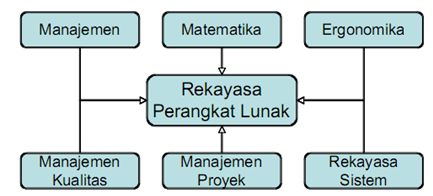 Manajemen
Matematika
Ergonomika
Rekayasa
Perangkat Lunak
Manajemen
Kualitas
Manajemen
Proyek
Rekayasa
Sistem